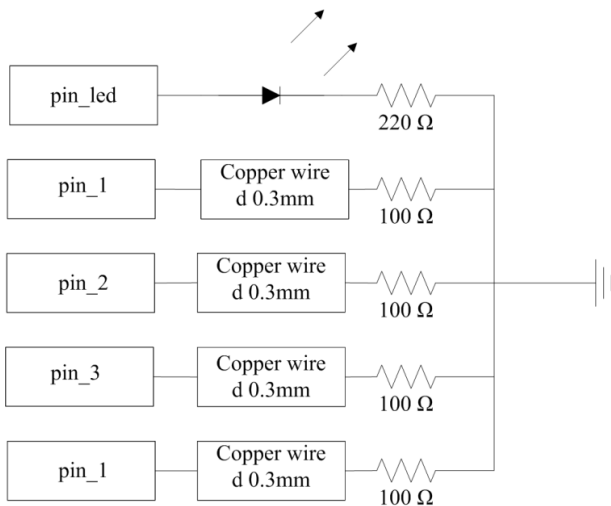 pin_led
220 Ω
pin_1
Copper wire
d 0.3mm
100 Ω
pin_2
Copper wire
d 0.3mm
100 Ω
pin_3
Copper wire
d 0.3mm
100 Ω
pin_1
Copper wire
d 0.3mm
100 Ω